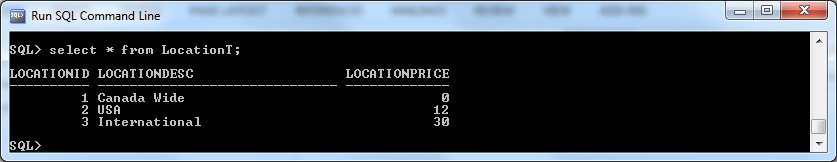 Run SQL Command Line
SQL> select * from LocationT;
LOCATIONID LOCATIONDESC LOCATIONPRICE
---------- ------------------------------ -------------
1 Canada Wide 0
2 USA 12
3 International 30
SQL>